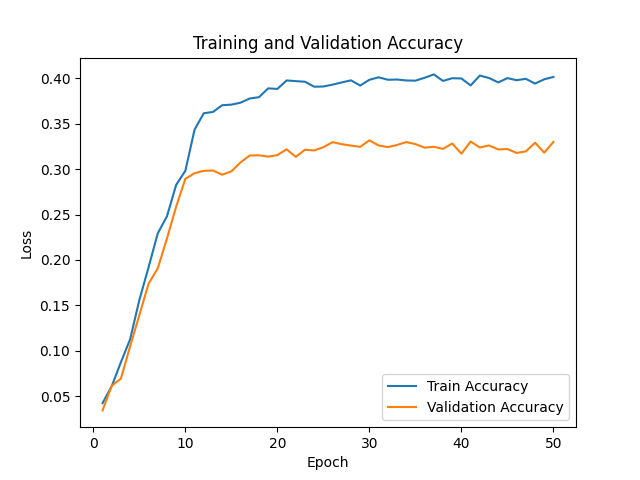 Training and Validation Accuracy
0.40
0.35
0.30
0.25
0.20
0.15
0.10
0.05
Loss
0 10 20 30 40 50
Epoch
Train Accuracy
Validation Accuracy